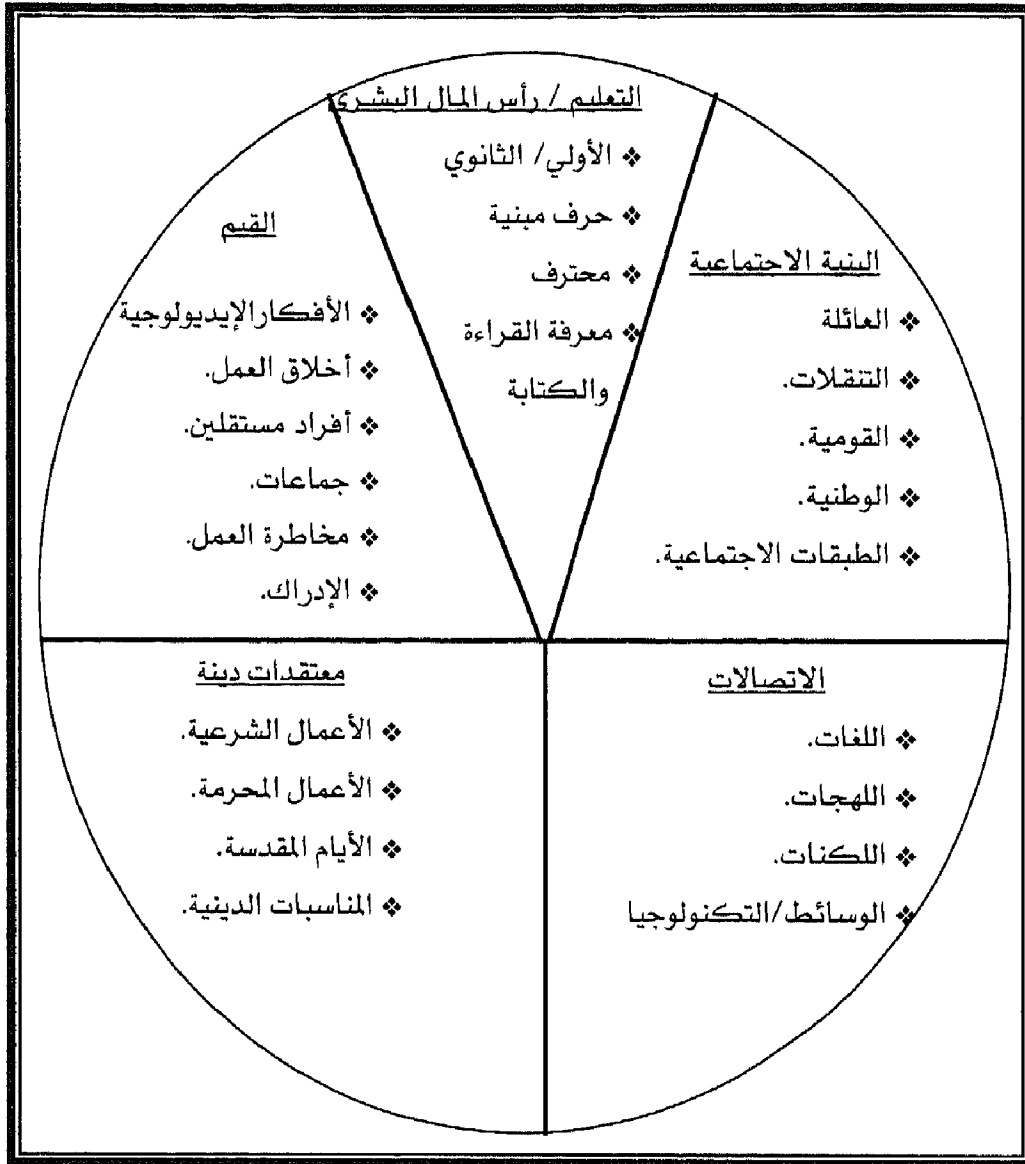 التعليم / رأس المال البشري
❖ الأولي/ الثانوي
❖ حرف مبنية
❖ محترف
❖ معرفة القراءة
والكتابة
البنية الاجتماعية
❖ العائلة
❖ التنقلات.
❖ القومية.
❖ الوطنية.
❖ الطبقات الاجتماعية.
القيم
❖ الأفكارالإيديولوجية
❖ أخلاق العمل.
❖ أفراد مستقلين.
❖ جماعات.
❖ مخاطرة العمل.
❖ الإدراك.
الاتصالات
❖ اللغات.
❖ اللهجات.
❖ اللكنات.
❖ الوسائط/التكنولوجيا
معتقدات دينة
❖ الأعمال الشرعية.
❖ الأعمال المحرمة.
❖ الأيام المقدسة.
❖ المناسبات الدينية.